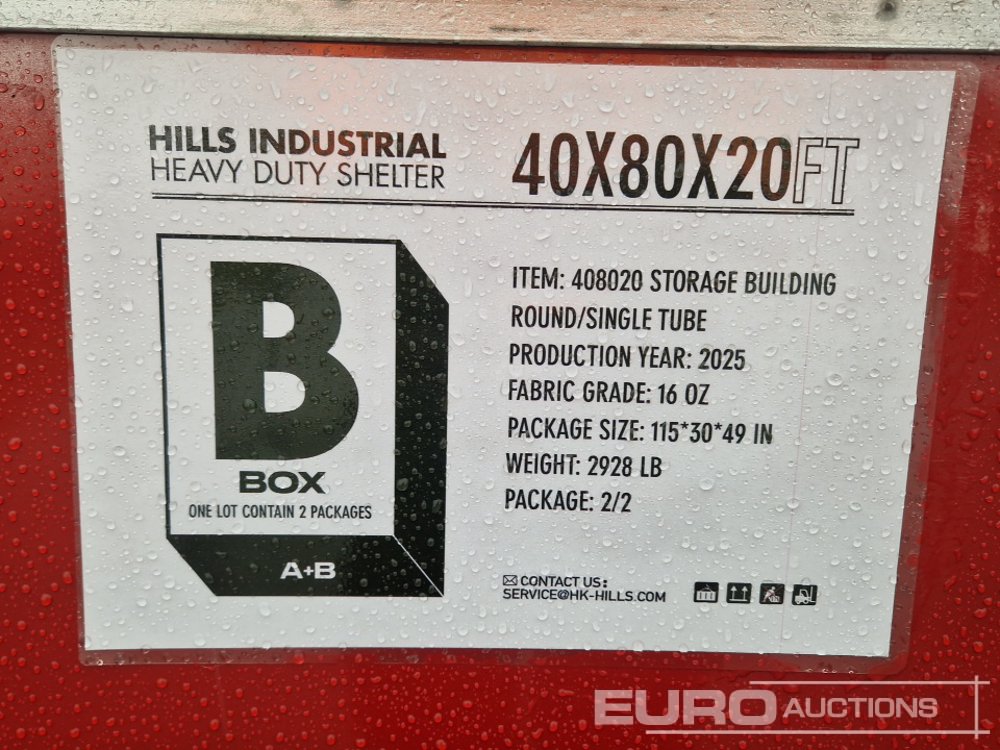 HILLS INDUSTRIAL
HEAVY DUTY SHELTER
40X80X20FT
B
BOX
ONE LOT CONTAIN 2 PACKAGES
A+B
ITEM: 408020 STORAGE BUILDING
ROUND/SINGLE TUBE
PRODUCTION YEAR: 2025
FABRIC GRADE: 16 OZ
PACKAGE SIZE: 115*30*49 IN
WEIGHT: 2928 LB
PACKAGE: 2/2
CONTACT US:
SERVICE@HK-HILLS.COM
EURO AUCTIONS